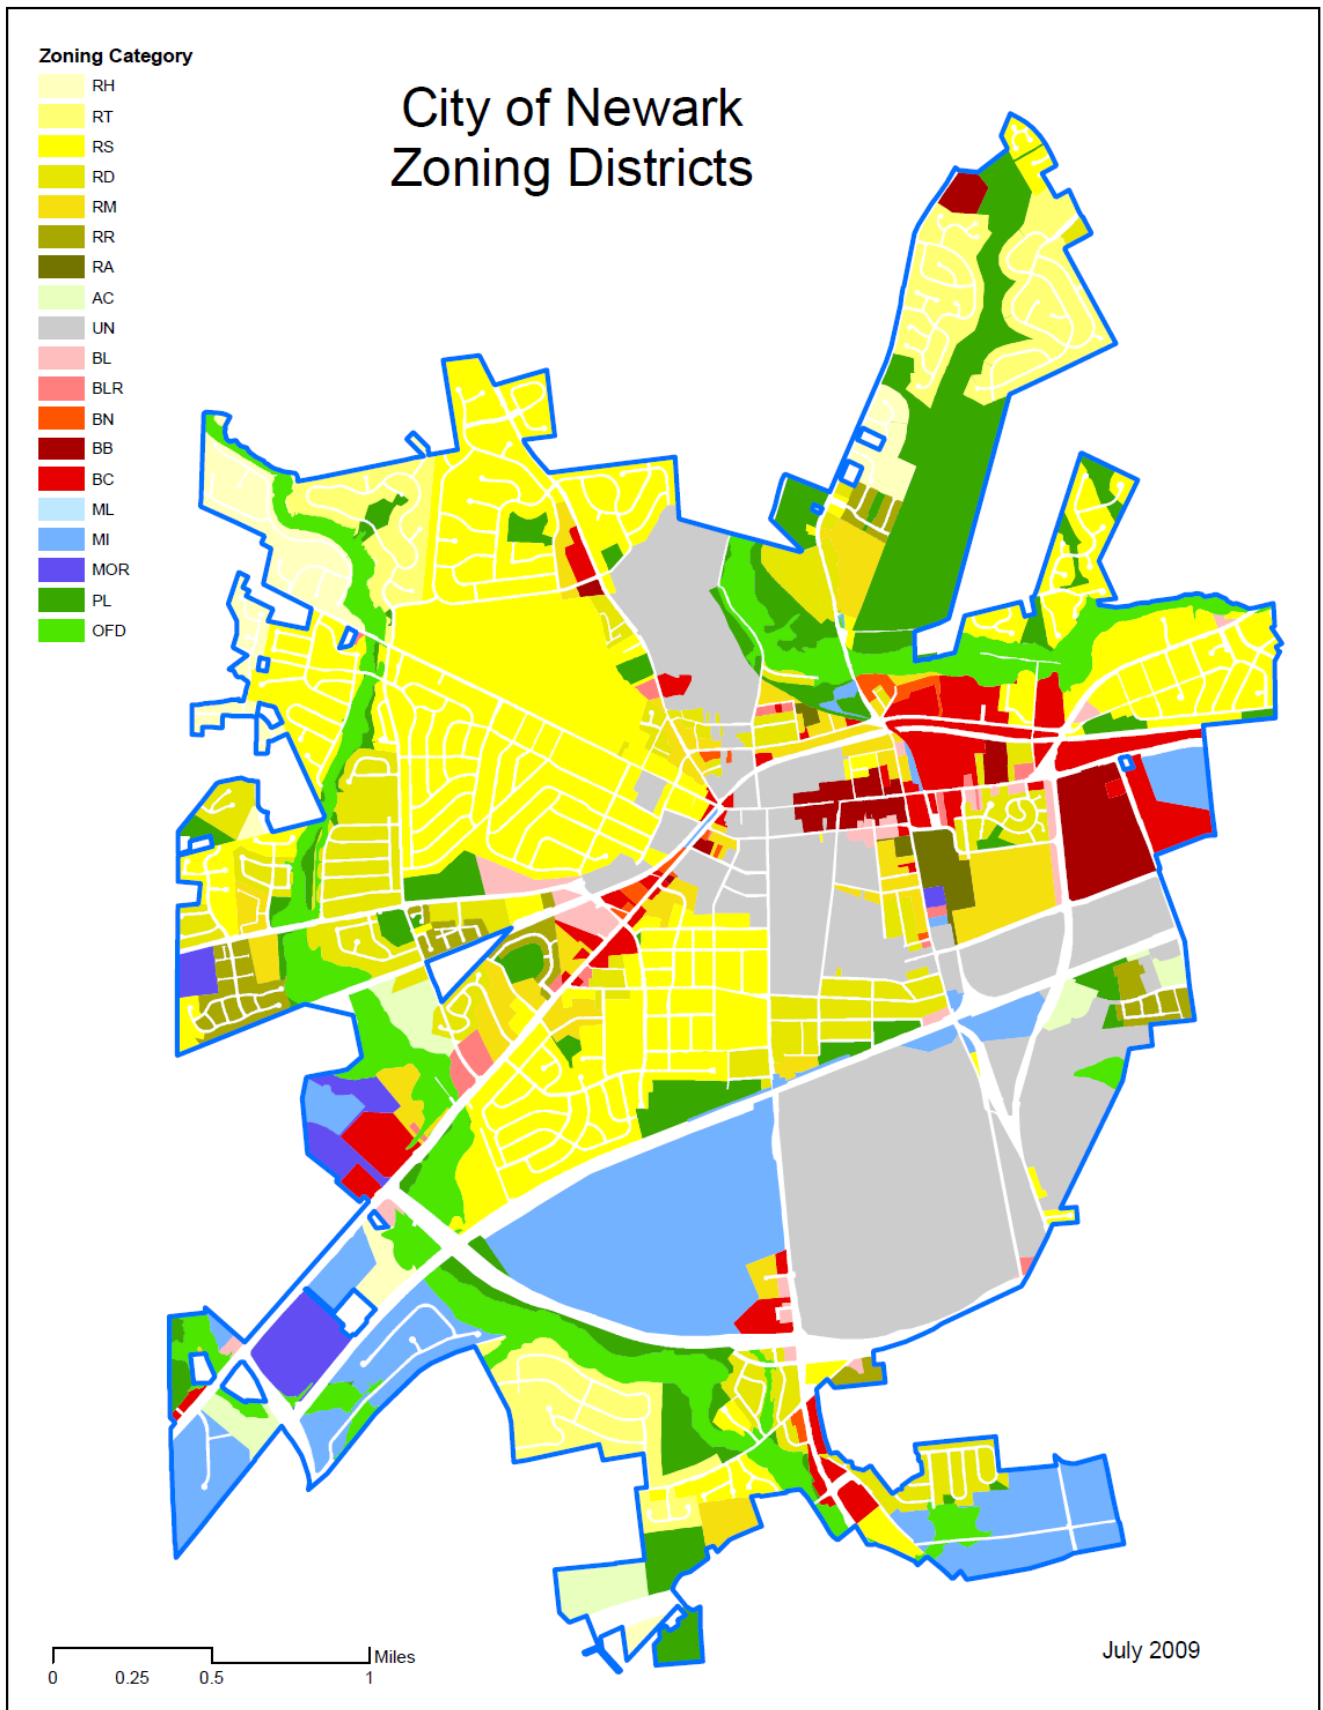 Zoning Category
RH
RT
RS
RD
RM
RR
RA
AC
UN
BL
BLR
BN
BB
BC
ML
MI
MOR
PL
OFD
City of Newark
Zoning Districts
Miles
0 0.25 0.5 1
July 2009